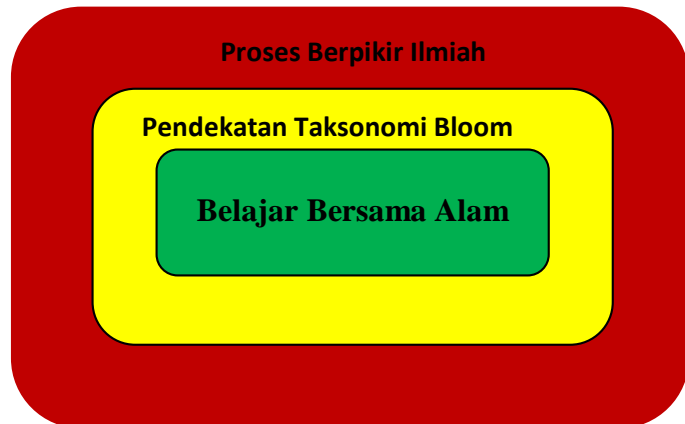 Proses Berpikir Ilmiah
Pendekatan Taksonomi Bloom
Belajar Bersama Alam